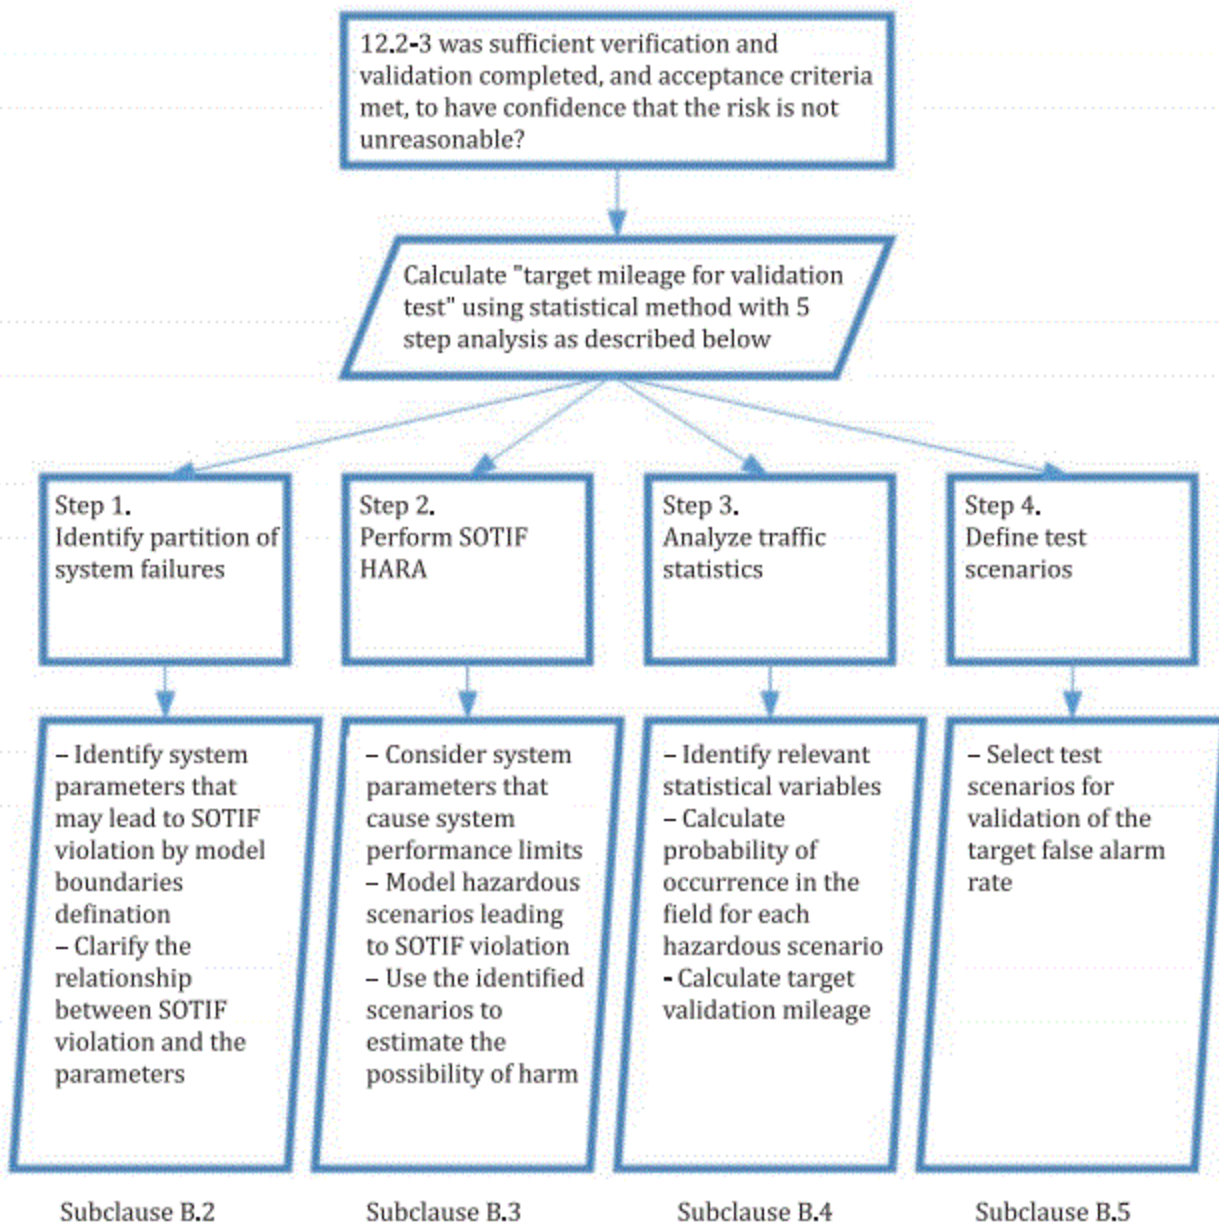 12.2-3 was sufficient verification and
validation completed, and acceptance criteria
met, to have confidence that the risk is not
unreasonable?
Calculate "target mileage for validation
test" using statistical method with 5
step analysis as described below
Step 1.
Identify partition of
system failures
Step 2.
Perform SOTIF
HARA
Step 3.
Analyze traffic
statistics
Step 4.
Define test
scenarios
– Identify system
parameters that
may lead to SOTIF
violation by model
boundaries
defination
– Clarify the
relationship
between SOTIF
violation and the
parameters
– Consider system
parameters that
cause system
performance limits
– Model hazardous
scenarios leading
to SOTIF violation
– Use the identified
scenarios to
estimate the
possibility of harm
– Identify relevant
statistical variables
– Calculate
probability of
occurrence in the
field for each
hazardous scenario
- Calculate target
validation mileage
– Select test
scenarios for
validation of the
target false alarm
rate
Subclause B.2
Subclause B.3
Subclause B.4
Subclause B.5